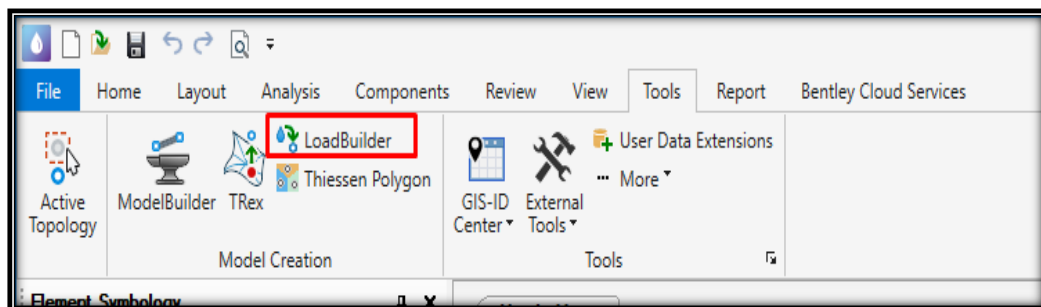 File Home Layout Analysis Components Review View Tools Report Bentley Cloud Services
LoadBuilder
Thiessen Polygon
Active
Topology
ModelBuilder
TRex
GIS-ID
Center
External
Tools
User Data Extensions
More
Model Creation
Tools
Element Symbology